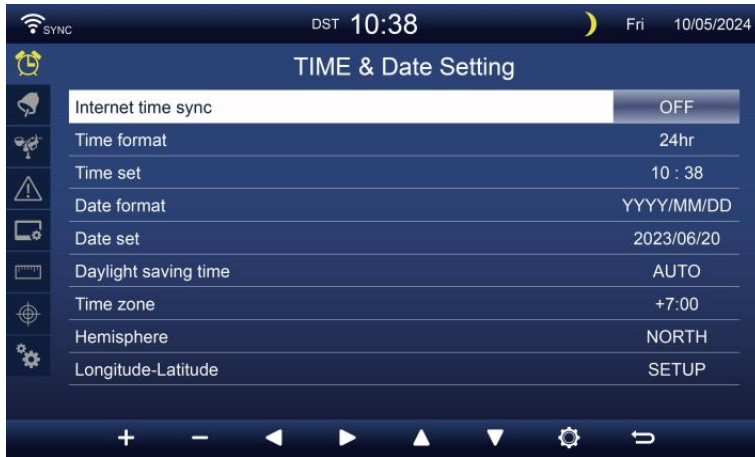 SYNC DST 10:38 Fri 10/05/2024
TIME & Date Setting
Internet time sync OFF
Time format 24hr
Time set 10 : 38
Date format YYYY/MM/DD
Date set 2023/06/20
Daylight saving time AUTO
Time zone +7:00
Hemisphere NORTH
Longitude-Latitude SETUP